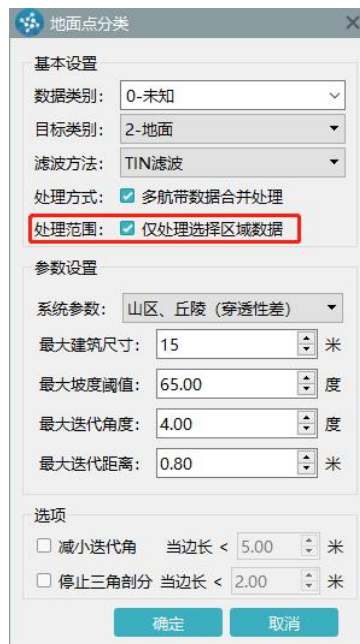 地面点分类
基本设置
数据类别： 0-未知
目标类别： 2-地面
滤波方法： TIN滤波
处理方式： 多航带数据合并处理
处理范围： 仅处理选择区域数据
参数设置
系统参数： 山区、丘陵（穿透性差）
最大建筑尺寸： 15 米
最大坡度阈值： 65.00 度
最大迭代角度： 4.00 度
最大迭代距离： 0.80 米
选项
减小迭代角 当边长 < 5.00 米
停止三角剖分 当边长 < 2.00 米
确定 取消